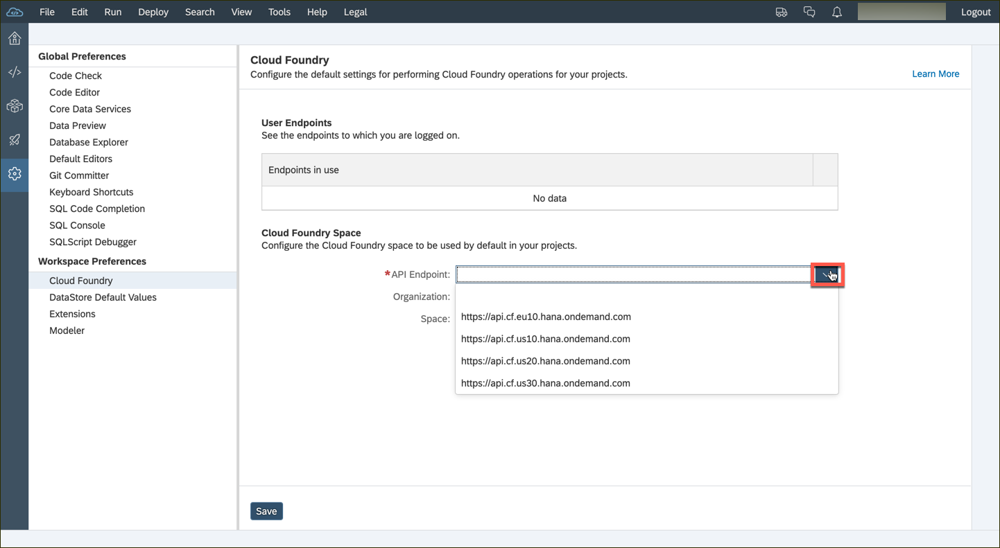 File Edit Run Deploy Search View Tools Help Legal Logout
Global Preferences
Code Check
Code Editor
Core Data Services
Data Preview
Database Explorer
Default Editors
Git Committer
Keyboard Shortcuts
SQL Code Completion
SQL Console
SQLScript Debugger
Workspace Preferences
Cloud Foundry
DataStore Default Values
Extensions
Modeler
Cloud Foundry
Configure the default settings for performing Cloud Foundry operations for your projects.
Learn More
User Endpoints
See the endpoints to which you are logged on.
Endpoints in use
No data
Cloud Foundry Space
Configure the Cloud Foundry space to be used by default in your projects.
*API Endpoint:
Organization:
Space:
https://api.cf.eu10.hana.ondemand.com
https://api.cf.us10.hana.ondemand.com
https://api.cf.us20.hana.ondemand.com
https://api.cf.us30.hana.ondemand.com
Save